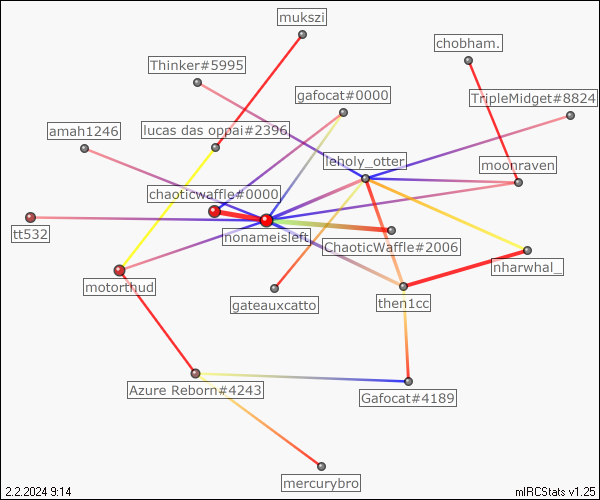 mukszi
chobham.
Thinker#5995
gafocat#0000
TripleMidget#8824
amah1246
lucas das oppai#2396
leholy_otter
moonraven
chaoticwaffle#0000
tt532
nonameisleft
ChaoticWaffle#2006
nharwhal_
motorthud
gateauxcatto
then1cc
Azure Reborn#4243
Gafocat#4189
mercurybro
2.2.2024 9:14
mIRCStats v1.25